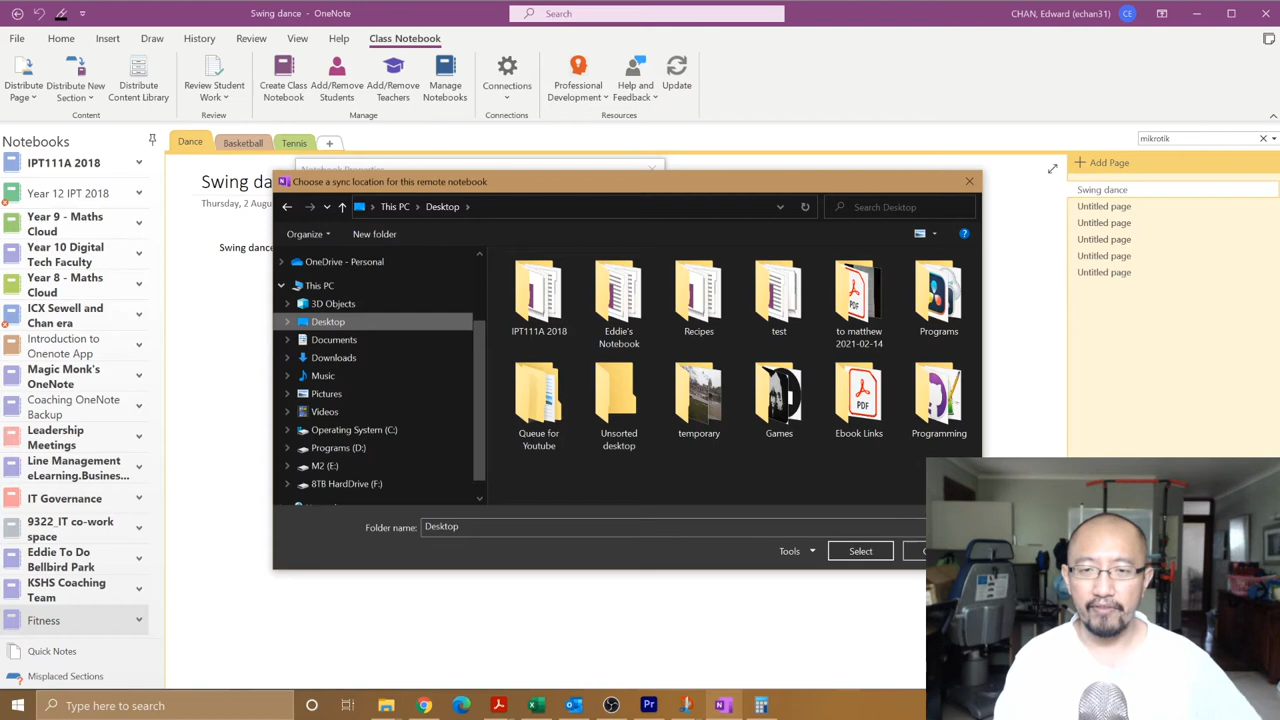 Swing dance - OneNote
Search
CHAN, Edward (echan31)
CE
File
Home
Insert
Draw
History
Review
View
Help
Class Notebook
Distribute Page
Distribute New Section
Distribute Content Library
Content
Review Student Work
Review
Create Class Notebook
Add/Remove Students
Add/Remove Teachers
Manage Notebooks
Manage
Connections
Connections
Professional Development
Help and Feedback
Update
Resources
Notebooks
Dance
Basketball
Tennis
mikrotik
IPT111A 2018
Year 12 IPT 2018
Year 9 - Maths
Cloud
Year 10 Digital
Tech Faculty
Year 8 - Maths
Cloud
ICX Sewell and
Chan era
Introduction to
Onenote App
Magic Monk's
OneNote
Coaching OneNote
Backup
Leadership
Meetings
Line Management
eLearning.Busines...
IT Governance
9322_IT co-work
space
Eddie To Do
Bellbird Park
KSHS Coaching
Team
Fitness
Quick Notes
Misplaced Sections
Swing da
Thursday, 2 Augu
Swing dance
Notebook Properties
Choose a sync location for this remote notebook
This PC
Desktop
Search Desktop
Organize
New folder
OneDrive - Personal
This PC
3D Objects
Desktop
Documents
Downloads
Music
Pictures
Videos
Operating System (C:)
Programs (D:)
M2 (E:)
8TB HardDrive (F:)
IPT111A 2018
Eddie's
Notebook
Recipes
test
to matthew
2021-02-14
Programs
Queue for
Youtube
Unsorted
desktop
temporary
Games
PDF
Ebook Links
Programming
Folder name:
Desktop
Tools
Select
Add Page
Swing dance
Untitled page
Untitled page
Untitled page
Untitled page
Untitled page
Type here to search